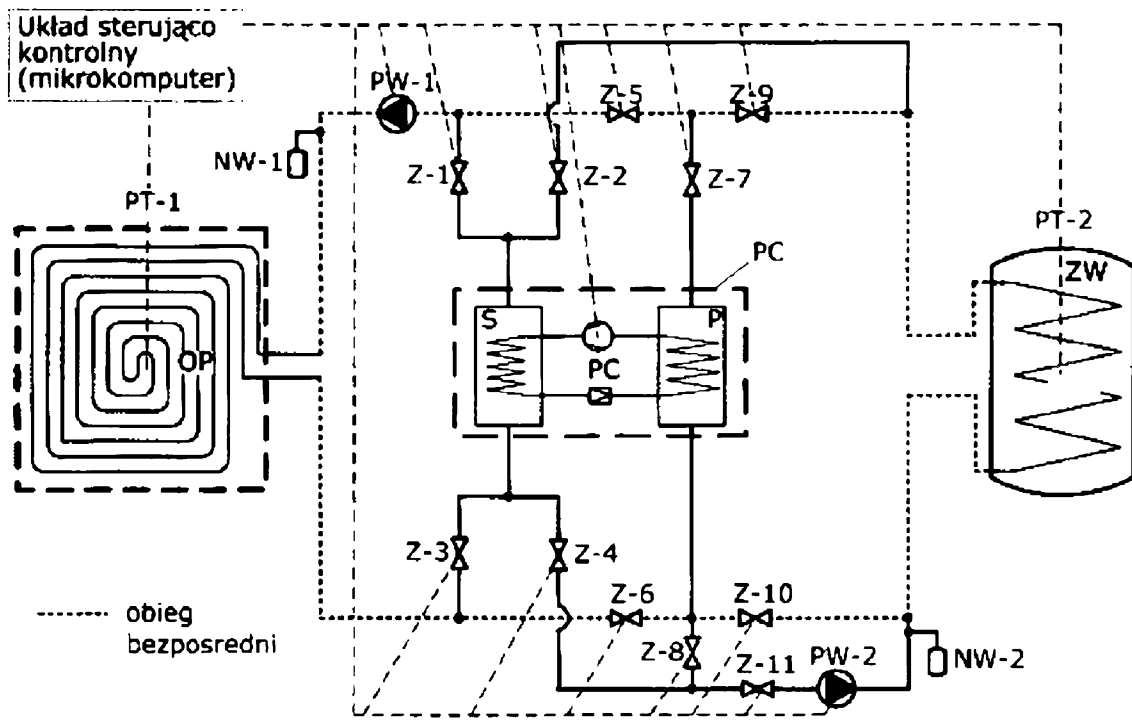 Układ sterująco
kontrolny
(mikrokomputer)
PW-1
Z-5
Z-9
NW-1
Z-1
Z-2
Z-7
PT-1
PC
PT-2
ZW
S
P
OP
PC
Z-3
Z-4
Z-6
Z-10
obieg
bezposredni
Z-8
Z-11
PW-2
NW-2